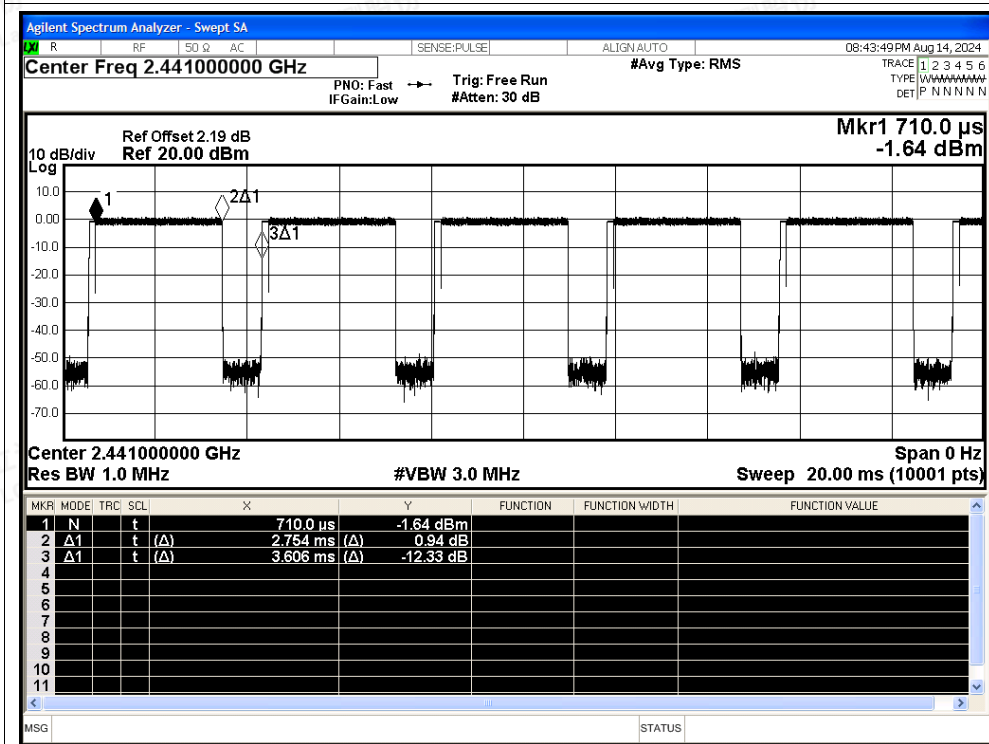 Agilent Spectrum Analyzer - Swept SA
LXI R RF 50 Ω AC SENSE:PULSE ALIGN AUTO 08:43:49 PM Aug 14, 2024
Center Freq 2.441000000 GHz
PNO: Fast
IFGain:Low
Trig: Free Run
#Atten: 30 dB
#Avg Type: RMS
TRACE 1 2 3 4 5 6
TYPE WWWWWW
DET P N N N N N
Mkr1 710.0 µs
-1.64 dBm
Ref Offset 2.19 dB
10 dB/div Ref 20.00 dBm
Log
10.0
0.00
-10.0
-20.0
-30.0
-40.0
-50.0
-60.0
-70.0
1
2Δ1
3Δ1
Center 2.441000000 GHz Span 0 Hz
Res BW 1.0 MHz #VBW 3.0 MHz Sweep 20.00 ms (10001 pts)
MKR MODE TRC SCL X Y FUNCTION FUNCTION WIDTH FUNCTION VALUE
1 N t 710.0 µs -1.64 dBm
2 Δ1 t (Δ) 2.754 ms (Δ) 0.94 dB
3 Δ1 t (Δ) 3.606 ms (Δ) -12.33 dB
4
5
6
7
8
9
10
11
MSG STATUS